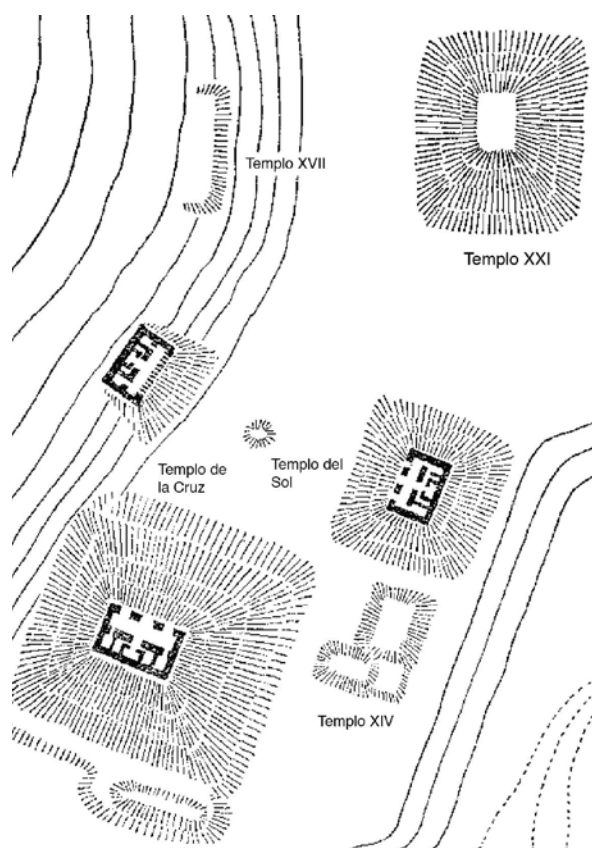 Templo XVII
Templo XXI
Templo de
la Cruz
Templo del
Sol
Templo XIV